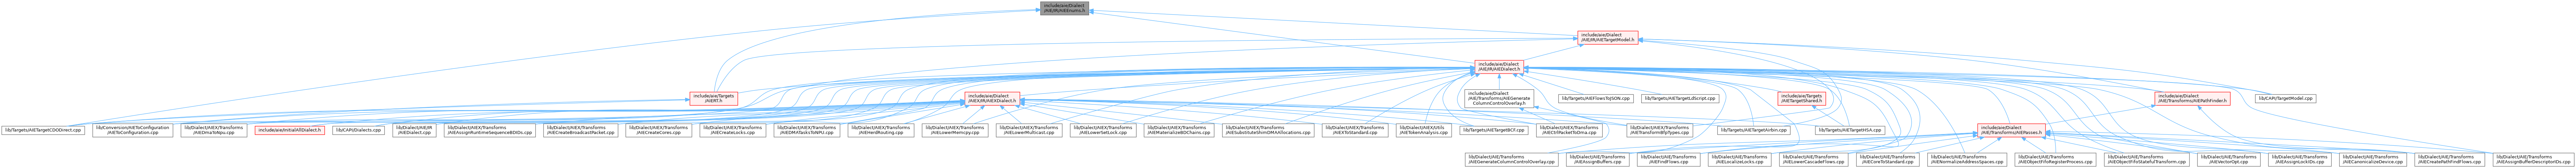 include/aie/Dialect
/AIE/IR/AIEEnums.h
include/aie/Dialect
/AIE/IR/AIETargetModel.h
include/aie/Dialect
/AIE/IR/AIEDialect.h
include/aie/Targets
/AIERT.h
include/aie/Dialect
/AIEX/IR/AIEXDialect.h
include/aie/Dialect
/AIE/Transforms/AIEGenerate
ColumnControlOverlay.h
lib/Targets/AIEFlowsToJSON.cpp
lib/Targets/AIETargetLdScript.cpp
include/aie/Targets
/AIETargetShared.h
include/aie/Dialect
/AIE/Transforms/AIEPathFinder.h
lib/CAPI/TargetModel.cpp
lib/Targets/AIETargetCDODirect.cpp
lib/Conversion/AIEToConfiguration
/AIEToConfiguration.cpp
lib/Dialect/AIEX/Transforms
/AIEDmaToNpu.cpp
include/aie/InitialAllDialect.h
lib/CAPI/Dialects.cpp
lib/Dialect/AIE/IR
/AIEDialect.cpp
lib/Dialect/AIEX/Transforms
/AIEAssignRuntimeSequenceBDIDs.cpp
lib/Dialect/AIEX/Transforms
/AIECreateBroadcastPacket.cpp
lib/Dialect/AIEX/Transforms
/AIECreateCores.cpp
lib/Dialect/AIEX/Transforms
/AIECreateLocks.cpp
lib/Dialect/AIEX/Transforms
/AIEDMATasksToNPU.cpp
lib/Dialect/AIEX/Transforms
/AIEHerdRouting.cpp
lib/Dialect/AIEX/Transforms
/AIELowerMemcpy.cpp
lib/Dialect/AIEX/Transforms
/AIELowerMulticast.cpp
lib/Dialect/AIEX/Transforms
/AIELowerSetLock.cpp
lib/Dialect/AIEX/Transforms
/AIEMaterializeBDChains.cpp
lib/Dialect/AIEX/Transforms
/AIESubstituteShimDMAAllocations.cpp
lib/Dialect/AIEX/Transforms
/AIEXToStandard.cpp
lib/Dialect/AIEX/Utils
/AIETokenAnalysis.cpp
lib/Targets/AIETargetBCF.cpp
lib/Dialect/AIEX/Transforms
/AIECtrlPacketToDma.cpp
lib/Dialect/AIEX/Transforms
/AIETransformBfpTypes.cpp
lib/Targets/AIETargetAirbin.cpp
lib/Targets/AIETargetHSA.cpp
include/aie/Dialect
/AIE/Transforms/AIEPasses.h
lib/Dialect/AIE/Transforms
/AIEGenerateColumnControlOverlay.cpp
lib/Dialect/AIE/Transforms
/AIEAssignBuffers.cpp
lib/Dialect/AIE/Transforms
/AIEFindFlows.cpp
lib/Dialect/AIE/Transforms
/AIELocalizeLocks.cpp
lib/Dialect/AIE/Transforms
/AIELowerCascadeFlows.cpp
lib/Dialect/AIE/Transforms
/AIECoreToStandard.cpp
lib/Dialect/AIE/Transforms
/AIENormalizeAddressSpaces.cpp
lib/Dialect/AIE/Transforms
/AIEObjectFifoRegisterProcess.cpp
lib/Dialect/AIE/Transforms
/AIEObjectFifoStatefulTransform.cpp
lib/Dialect/AIE/Transforms
/AIEVectorOpt.cpp
lib/Dialect/AIE/Transforms
/AIEAssignLockIDs.cpp
lib/Dialect/AIE/Transforms
/AIECanonicalizeDevice.cpp
lib/Dialect/AIE/Transforms
/AIECreatePathFindFlows.cpp
lib/Dialect/AIE/Transforms
/AIEAssignBufferDescriptorIDs.cpp